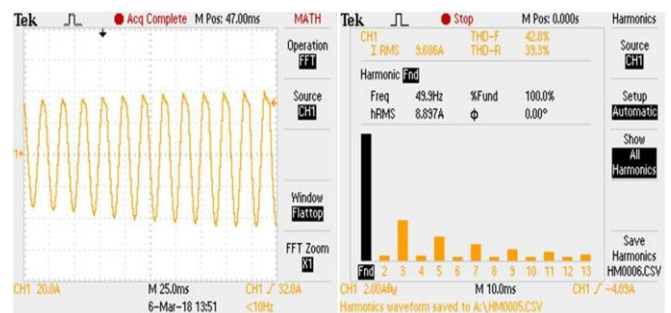 Tek Acq Complete M Pos: 47.00ms MATH
Operation
FFT
Source
CH1
Window
Flattop
FFT Zoom
X1
1
CH1 20.0A M 25.0ms CH1 32.0A
6-Mar-18 13:51 <10Hz
Tek Stop M Pos: 0.000s Harmonics
CH1 THD-F 42.8%
I RMS 9.686A THD-R 39.3%
Harmonic Fnd
Freq 49.9Hz %Fund 100.0%
hRMS 8.897A ϕ 0.00°
Source
CH1
Setup
Automatic
Show
All
Harmonics
Save
Harmonics
HM0006.CSV
Fnd 2 3 4 5 6 7 8 9 10 11 12 13
CH1 2.00ABW M 10.0ms CH1 -4.09A
Harmonics waveform saved to A:\HM0005.CSV